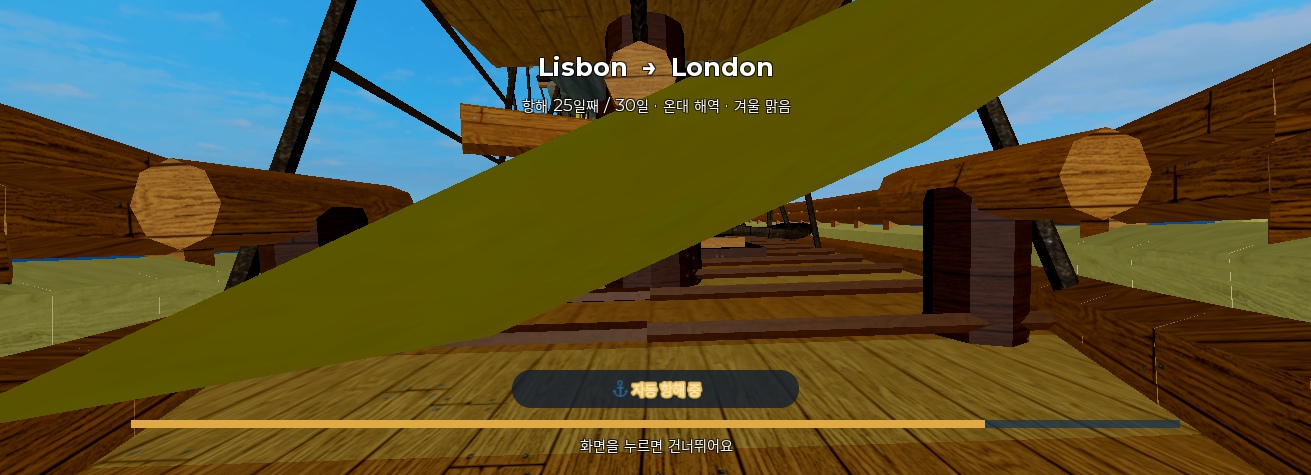 Lisbon → London
항해 25일째 / 30일 · 온대 해역 · 겨울 맑음
⚓ 자동 항해 중
화면을 누르면 건너뛰어요